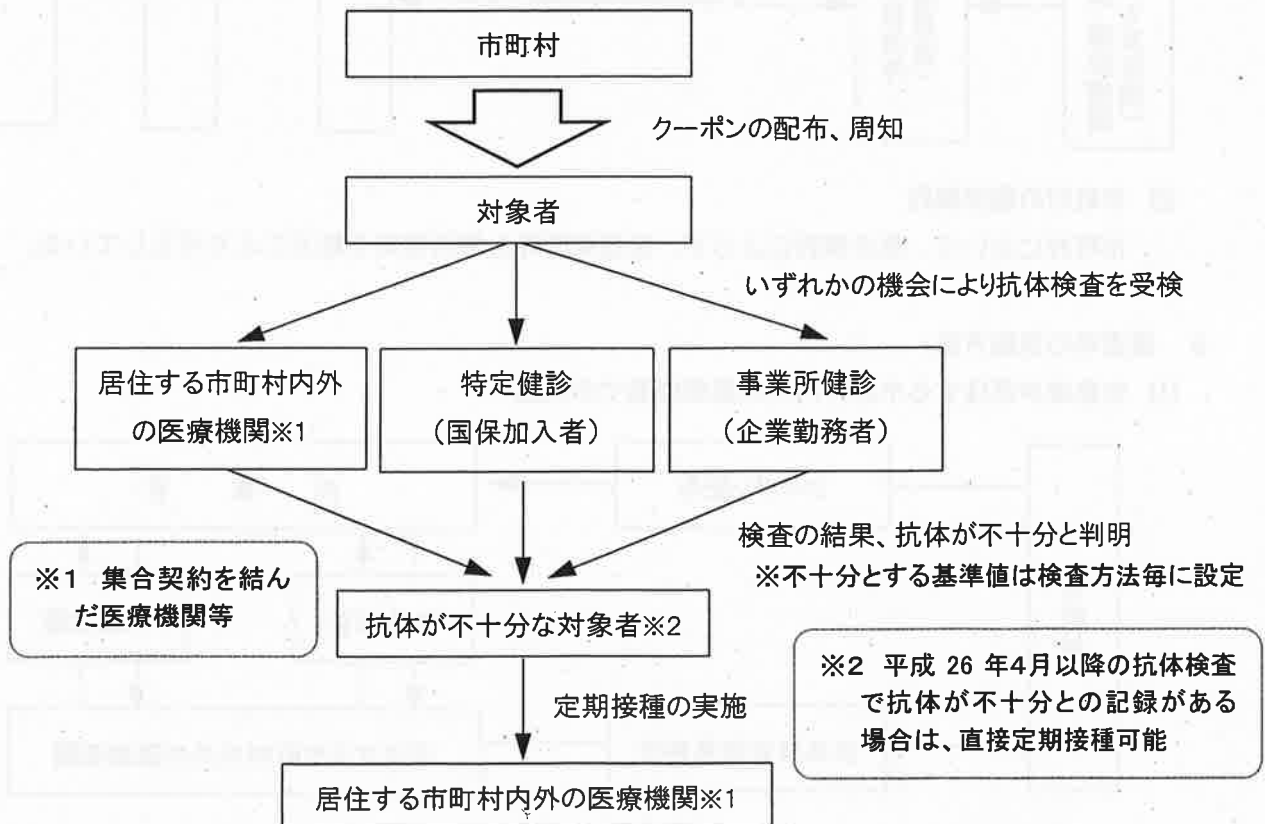 市町村
クーポンの配布、周知
対象者
いずれかの機会により抗体検査を受検
居住する市町村内外
の医療機関※1
特定健診
(国保加入者)
事業所健診
(企業勤務者)
検査の結果、抗体が不十分と判明
※不十分とする基準値は検査方法毎に設定
※1 集合契約を結ん
だ医療機関等
抗体が不十分な対象者※2
※2 平成 26 年4月以降の抗体検査
で抗体が不十分との記録がある
場合は、直接定期接種可能
定期接種の実施
居住する市町村内外の医療機関※1